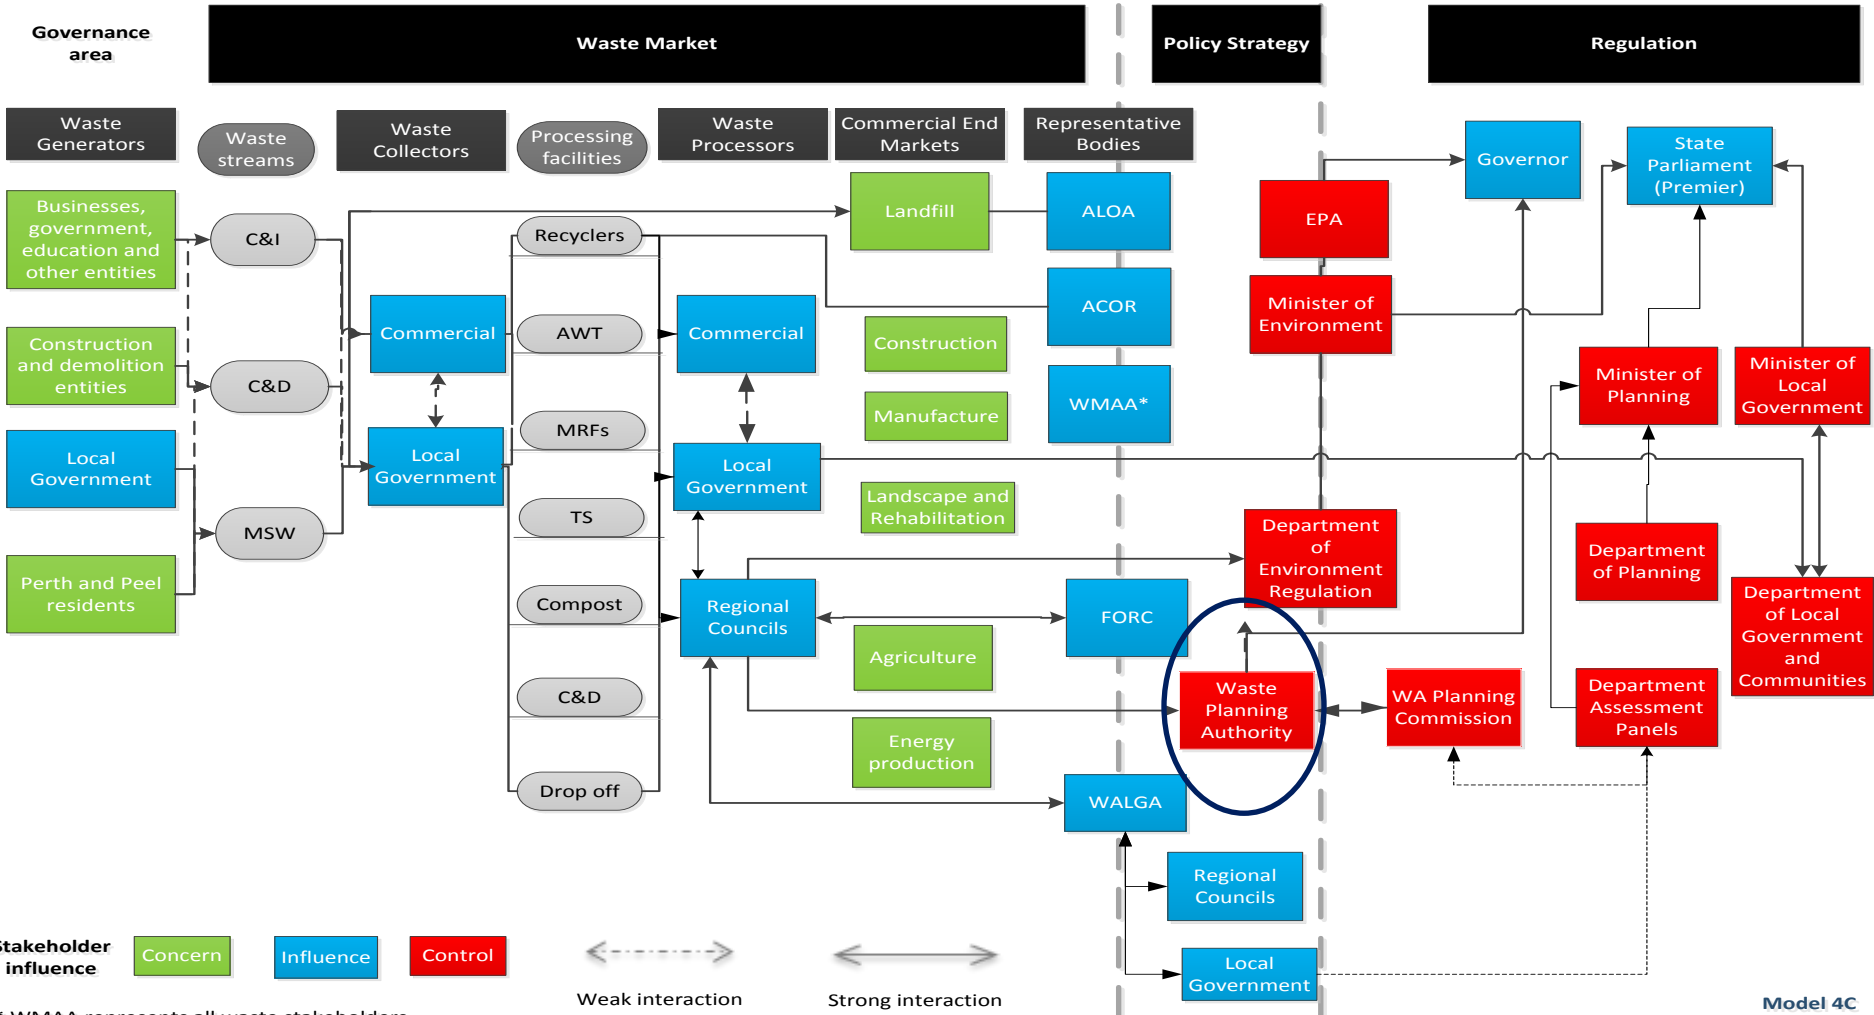 Governance
area
Waste Market
Policy Strategy
Regulation
Waste
Generators
Waste
streams
Waste
Collectors
Processing
facilities
Waste
Processors
Commercial End
Markets
Representative
Bodies
Businesses,
government,
education and
other entities
Construction
and demolition
entities
Local
Government
Perth and Peel
residents
C&I
C&D
MSW
Commercial
Local
Government
Recyclers
AWT
MRFs
TS
Compost
C&D
Drop off
Commercial
Local
Government
Regional
Councils
Landfill
Construction
Manufacture
Landscape and
Rehabilitation
Agriculture
Energy
production
ALOA
ACOR
WMAA*
FORC
WALGA
Regional
Councils
Local
Government
EPA
Minister of
Environment
Department
of
Environment
Regulation
Waste
Planning
Authority
Governor
State
Parliament
(Premier)
Minister of
Planning
Minister of
Local
Government
Department
of Planning
Department
of Local
Government
and
Communities
WA Planning
Commission
Department
Assessment
Panels
Stakeholder
influence
Concern
Influence
Control
Weak interaction
Strong interaction
* WMAA represents all waste stakeholders
Model 4C